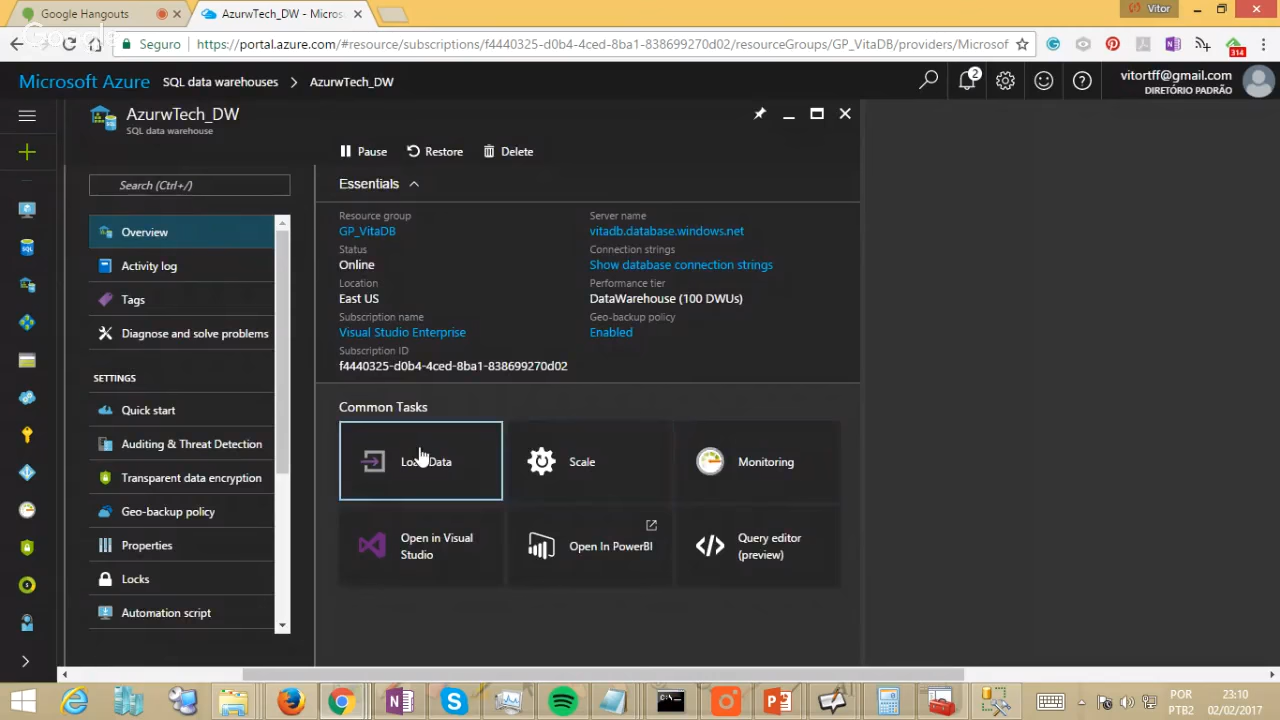 Google Hangouts
AzurwTech_DW - Micros
Vitor
Seguro
https://portal.azure.com/#resource/subscriptions/f4440325-d0b4-4ced-8ba1-838699270d02/resourceGroups/GP_VitaDB/providers/Microsof
314
Microsoft Azure SQL data warehouses > AzurwTech_DW
2
vitortff@gmail.com
DIRETÓRIO PADRÃO
AzurwTech_DW
SQL data warehouse
Pause Restore Delete
Search (Ctrl+/)
Overview
Activity log
Tags
Diagnose and solve problems
SETTINGS
Quick start
Auditing & Threat Detection
Transparent data encryption
Geo-backup policy
Properties
Locks
Automation script
Essentials
Resource group
GP_VitaDB
Status
Online
Location
East US
Subscription name
Visual Studio Enterprise
Subscription ID
f4440325-d0b4-4ced-8ba1-838699270d02
Server name
vitadb.database.windows.net
Connection strings
Show database connection strings
Performance tier
DataWarehouse (100 DWUs)
Geo-backup policy
Enabled
Common Tasks
Load Data
Scale
Monitoring
Open in Visual
Studio
Open In PowerBI
Query editor
(preview)
POR
PTB2
23:10
02/02/2017